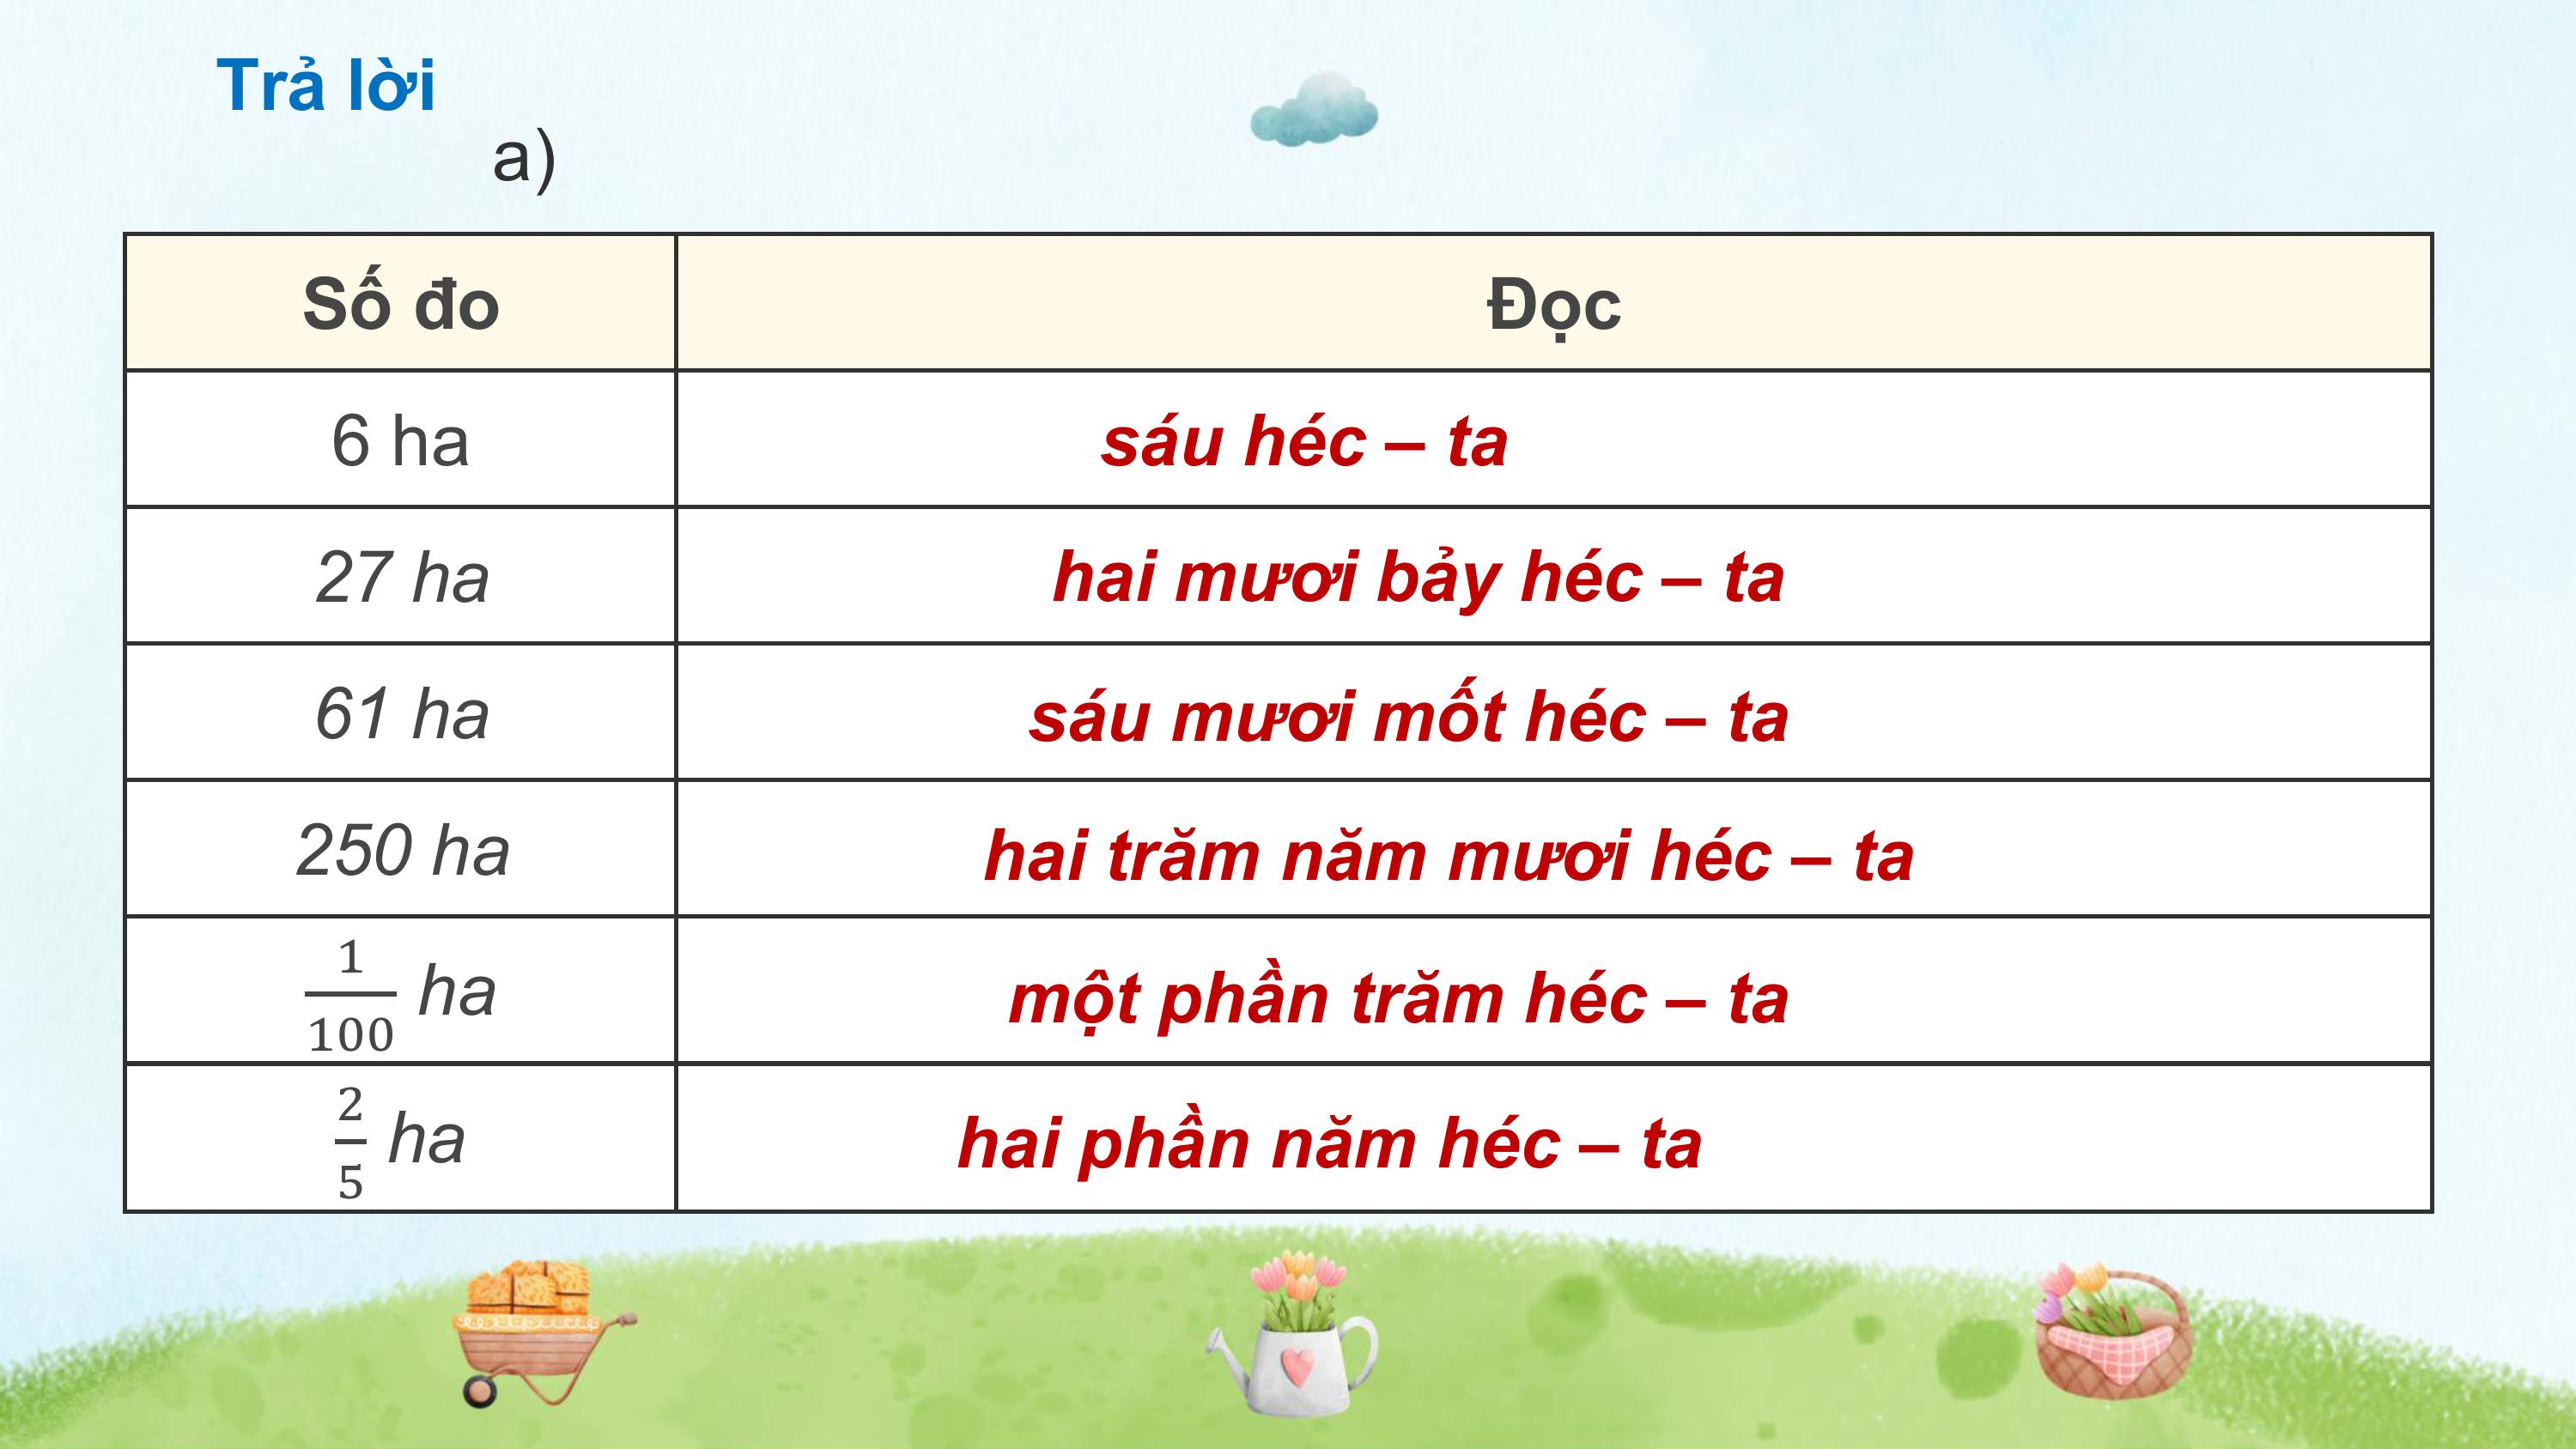 Trả lời
a)
Số đo Đọc
6 ha sáu héc – ta
27 ha hai mươi bảy héc – ta
61 ha sáu mươi mốt héc – ta
250 ha hai trăm năm mươi héc – ta
1/100 ha một phần trăm héc – ta
2/5 ha hai phần năm héc – ta